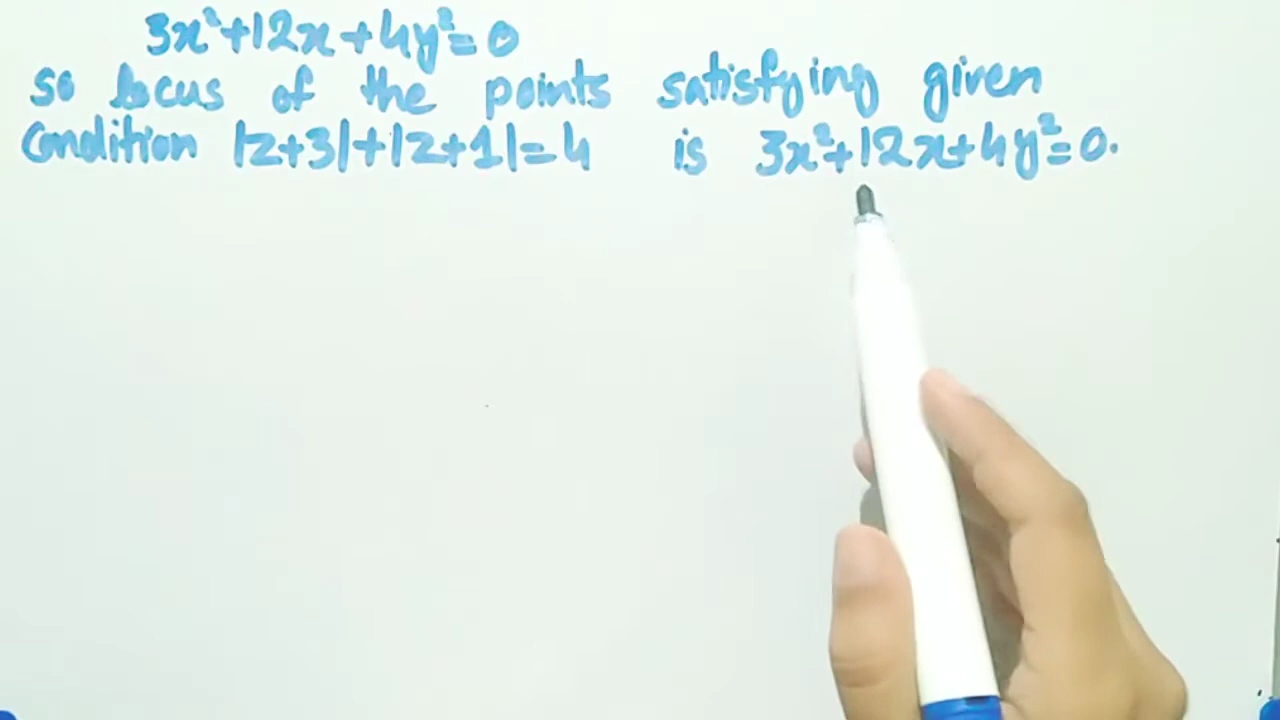 3x²+12x+4y²=0
so locus of the points satisfying given
Condition |z+3|+|z+1|=4 is 3x²+12x+4y²=0.